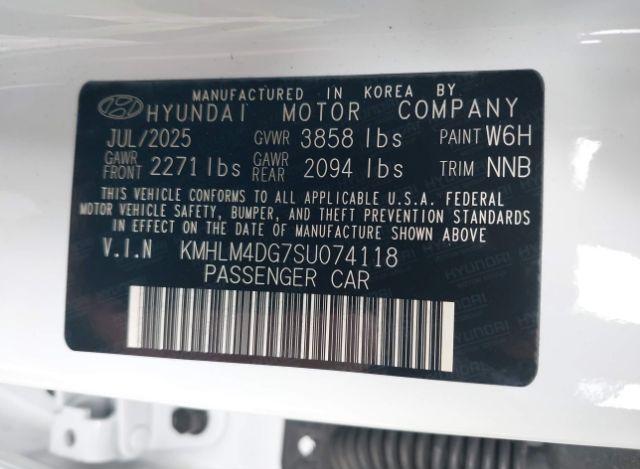 MANUFACTURED IN KOREA BY
HYUNDAI MOTOR COMPANY
JUL/2025 GVWR 3858 lbs PAINT W6H
GAWR FRONT 2271 lbs GAWR REAR 2094 lbs TRIM NNB
THIS VEHICLE CONFORMS TO ALL APPLICABLE U.S.A. FEDERAL
MOTOR VEHICLE SAFETY, BUMPER, AND THEFT PREVENTION STANDARDS
IN EFFECT ON THE DATE OF MANUFACTURE SHOWN ABOVE.
V.I.N KMHLM4DG7SU074118
PASSENGER CAR